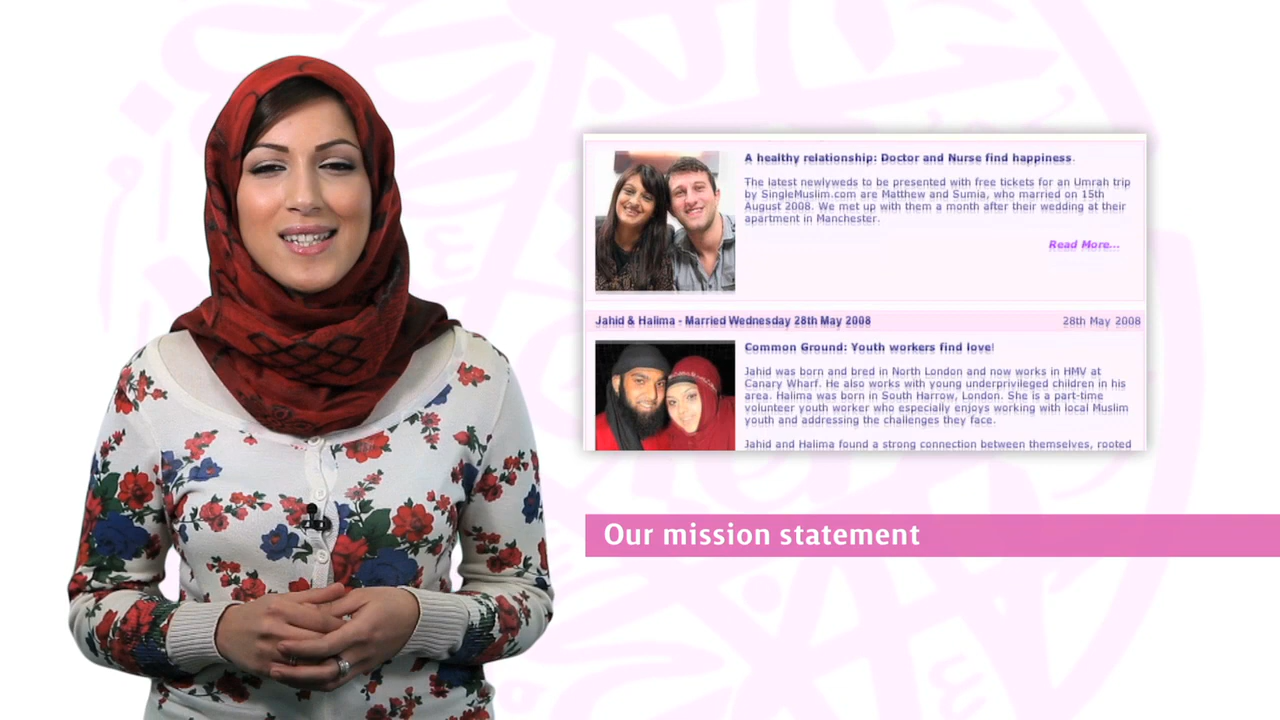 A healthy relationship: Doctor and Nurse find happiness.
The latest newlyweds to be presented with free tickets for an Umrah trip
by SingleMuslim.com are Matthew and Sumia, who married on 15th
August 2008. We met up with them a month after their wedding at their
apartment in Manchester.
Read More...
Jahid & Halima - Married Wednesday 28th May 2008 28th May 2008
Common Ground: Youth workers find love!
Jahid was born and bred in North London and now works in HMV at
Canary Wharf. He also works with young underprivileged children in his
area. Halima was born in South Harrow, London. She is a part-time
volunteer youth worker who especially enjoys working with local Muslim
youth and addressing the challenges they face.
Jahid and Halima found a strong connection between themselves, rooted
Our mission statement